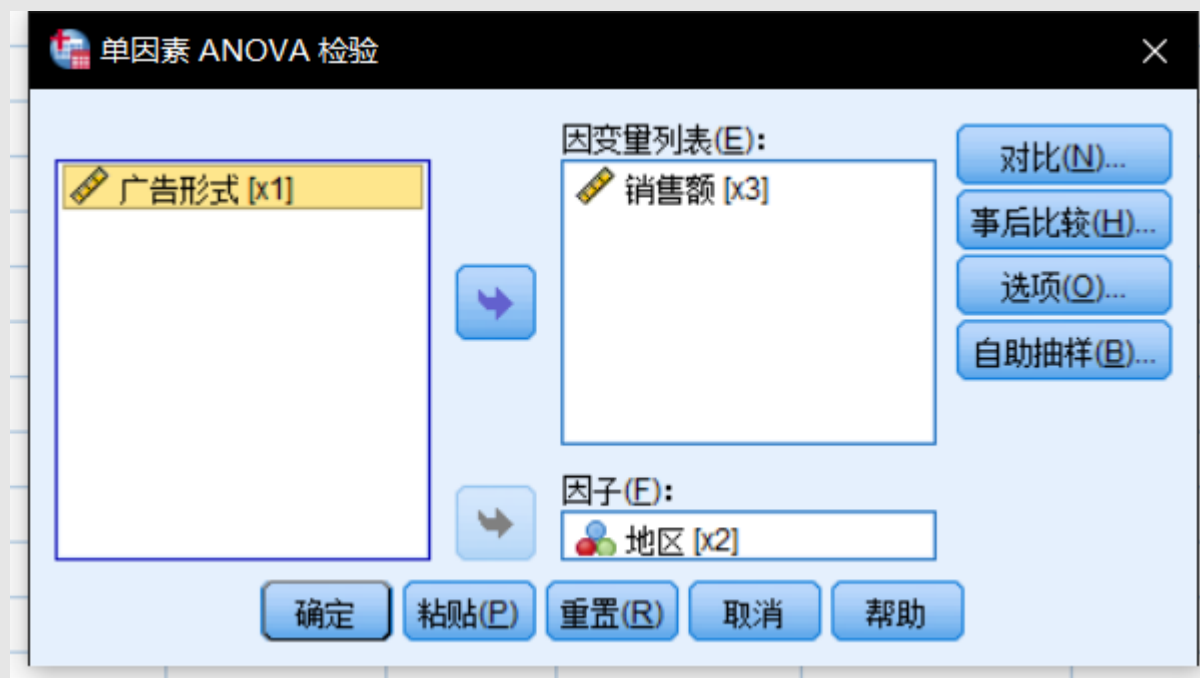 单因素 ANOVA 检验
广告形式 [x1]
因变量列表(E):
销售额 [x3]
因子(F):
地区 [x2]
对比(N)...
事后比较(H)...
选项(O)...
自助抽样(B)...
确定
粘贴(P)
重置(R)
取消
帮助